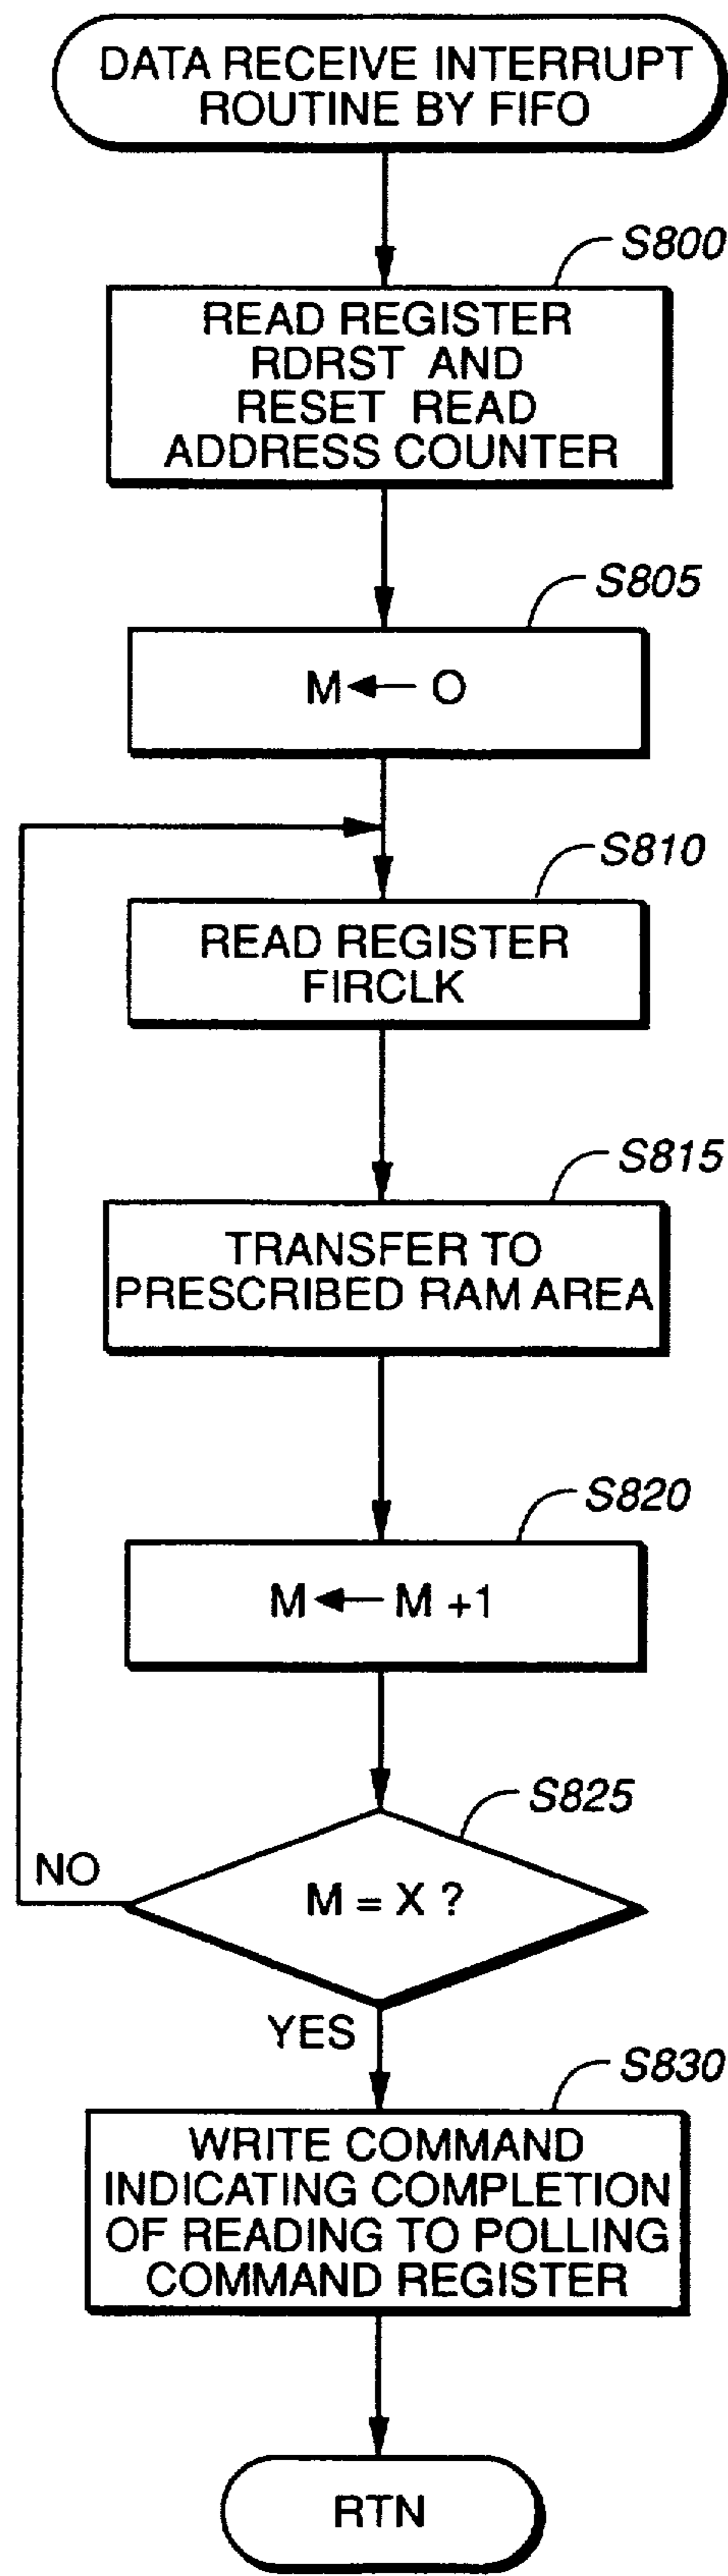 DATA RECEIVE INTERRUPT
ROUTINE BY FIFO
S800
READ REGISTER
RDRST AND
RESET READ
ADDRESS COUNTER
S805
M ← O
S810
READ REGISTER
FIRCLK
S815
TRANSFER TO
PRESCRIBED RAM AREA
S820
M ← M +1
S825
NO
M = X ?
YES
S830
WRITE COMMAND
INDICATING COMPLETION
OF READING TO POLLING
COMMAND REGISTER
RTN